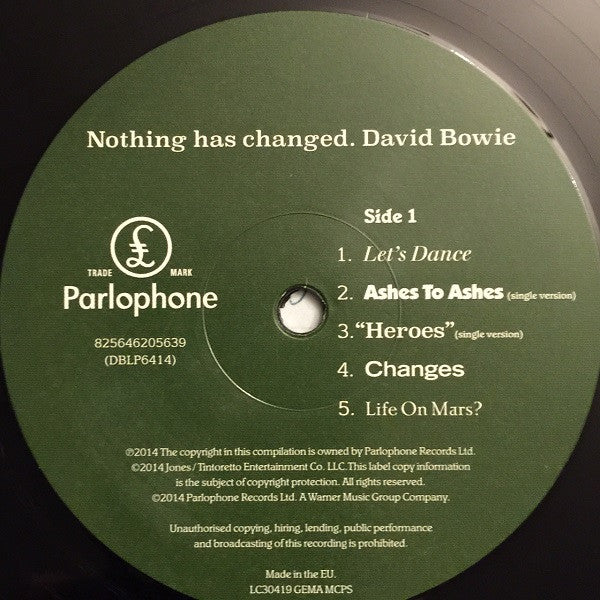 Nothing has changed. David Bowie
Side 1
1. Let's Dance
2. Ashes To Ashes (single version)
3. "Heroes" (single version)
4. Changes
5. Life On Mars?
£
TRADE MARK
Parlophone
825646205639
(DBLP6414)
℗2014 The copyright in this compilation is owned by Parlophone Records Ltd.
©2014 Jones / Tintoretto Entertainment Co. LLC. This label copy information
is the subject of copyright protection. All rights reserved.
©2014 Parlophone Records Ltd. A Warner Music Group Company.
Unauthorised copying, hiring, lending, public performance
and broadcasting of this recording is prohibited.
Made in the EU.
LC30419 GEMA MCPS